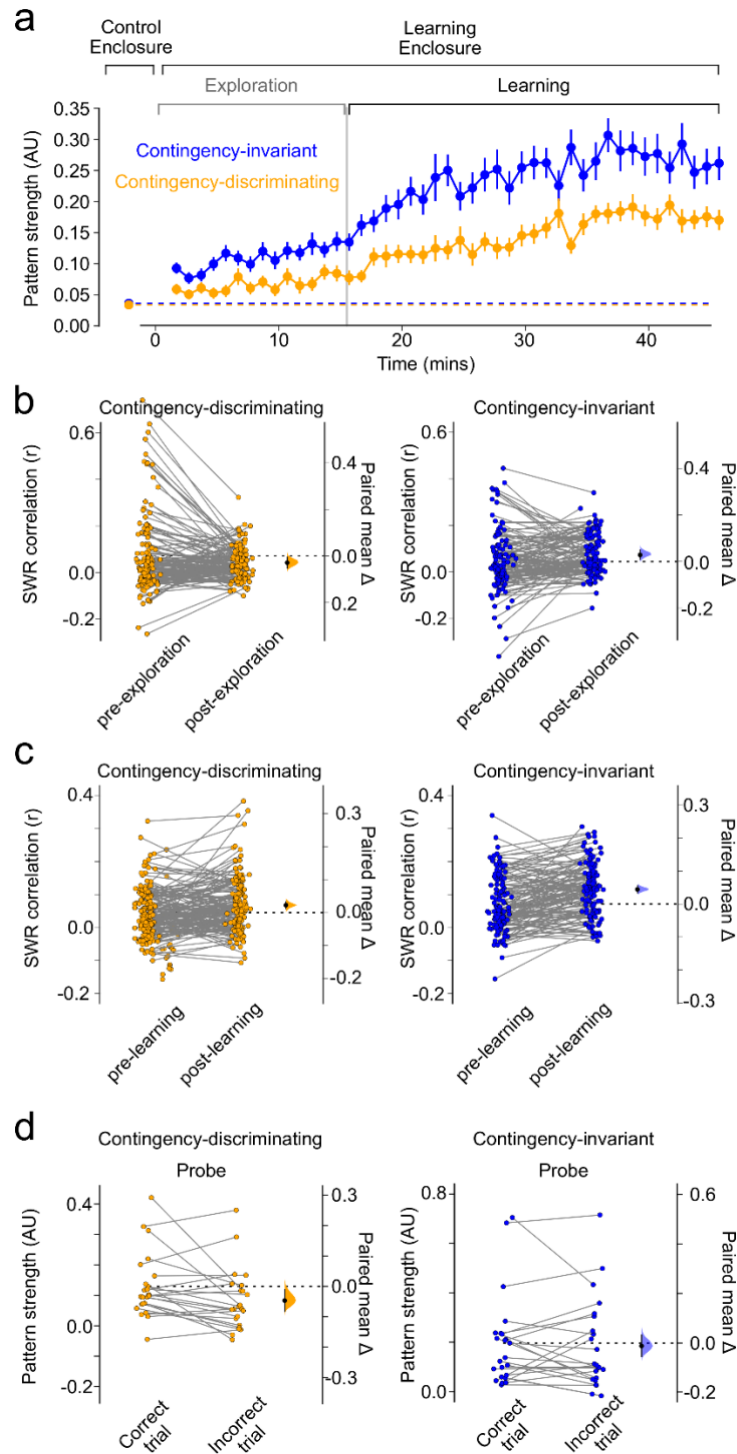 a
Control
Enclosure
Learning
Enclosure
Exploration
Learning
Contingency-invariant
Contingency-discriminating
Pattern strength (AU)
0.35
0.30
0.25
0.20
0.15
0.10
0.05
0.00
0
10
20
30
40
Time (mins)
b
Contingency-discriminating
SWR correlation (r)
0.6
0.0
-0.2
0.4
0.0
0.2
Paired mean Δ
pre-exploration
post-exploration
Contingency-invariant
SWR correlation (r)
0.6
0.0
-0.2
0.4
0.0
-0.2
Paired mean Δ
pre-exploration
post-exploration
c
Contingency-discriminating
SWR correlation (r)
0.4
0.2
0.0
-0.2
0.3
0.0
-0.2
Paired mean Δ
pre-learning
post-learning
Contingency-invariant
SWR correlation (r)
0.4
0.0
-0.2
0.3
0.0
-0.3
Paired mean Δ
pre-learning
post-learning
d
Contingency-discriminating
Probe
Pattern strength (AU)
0.4
0.0
-0.2
0.3
0.0
-0.3
Paired mean Δ
Correct
trial
Incorrect
trial
Contingency-invariant
Probe
Pattern strength (AU)
0.8
0.0
0.6
0.0
-0.2
Paired mean Δ
Correct
trial
Incorrect
trial